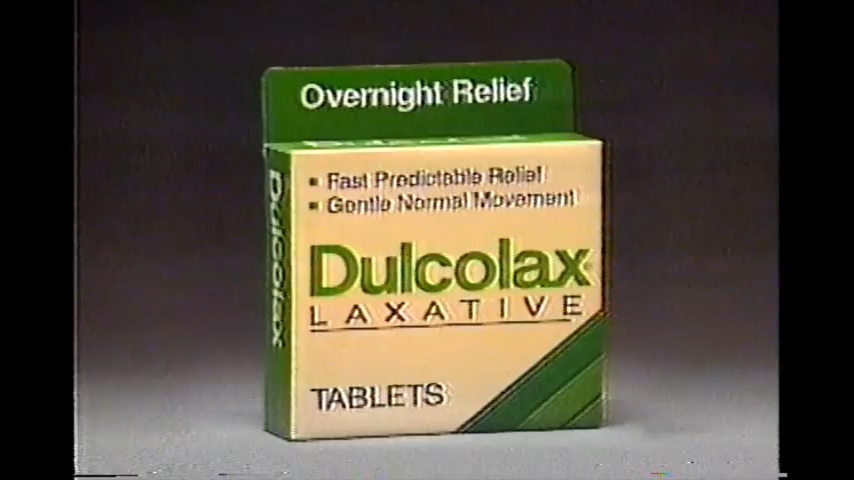 Overnight Relief
▪ Fast Predictable Relief
▪ Gentle Normal Movement
Dulcolax
LAXATIVE
TABLETS
Dulcolax